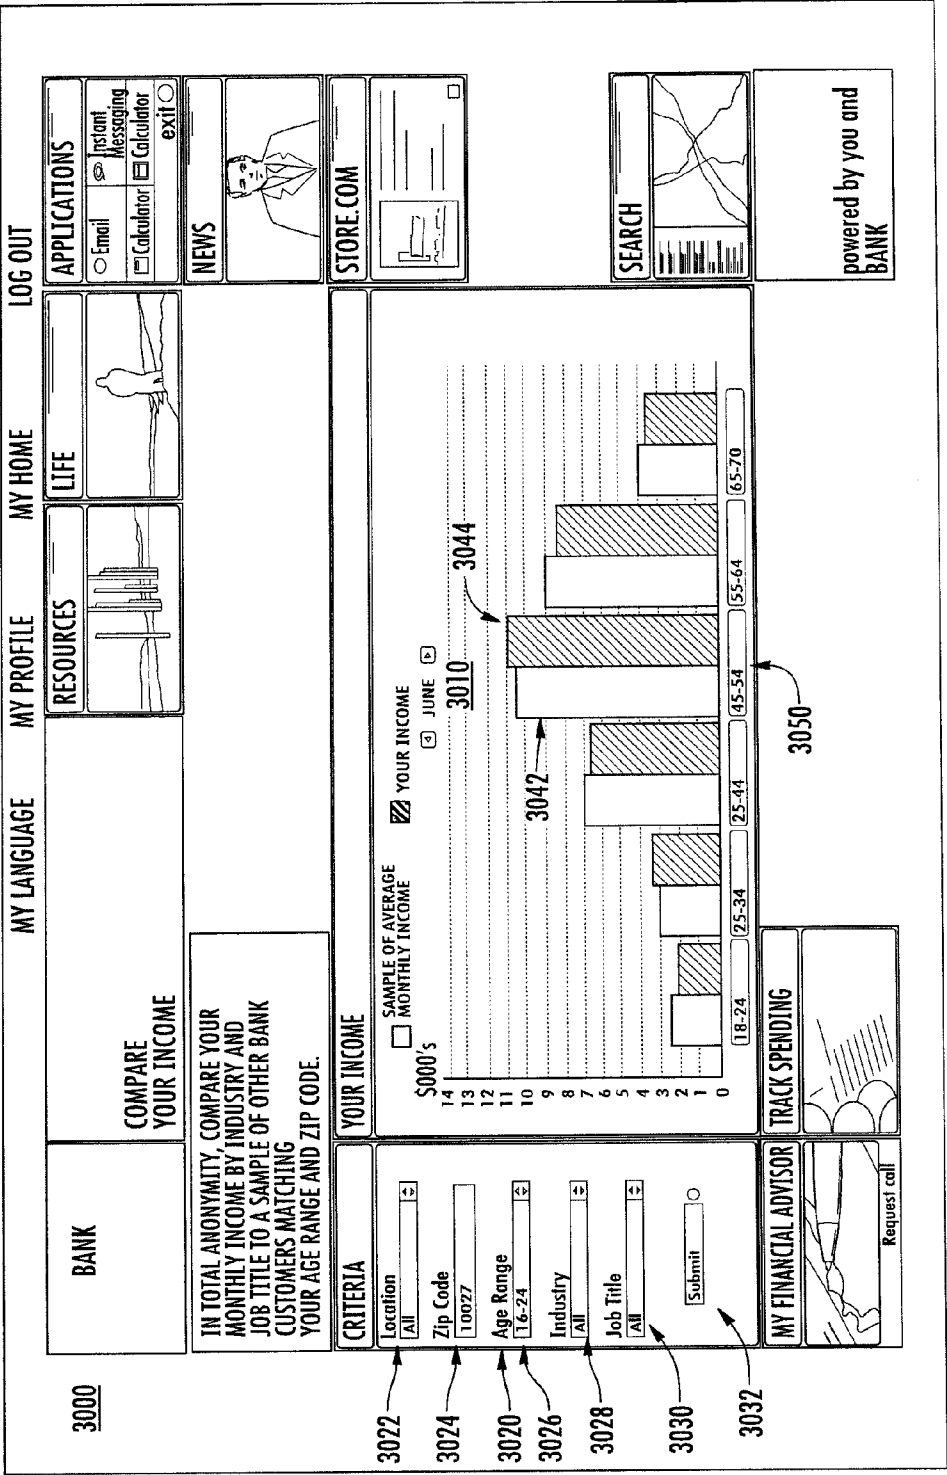 3000
MY LANGUAGE MY PROFILE MY HOME LOG OUT
BANK
COMPARE
YOUR INCOME
RESOURCES
LIFE
APPLICATIONS
Email
Instant
Messaging
Calculator
Calculator
exit
IN TOTAL ANONYMITY, COMPARE YOUR
MONTHLY INCOME BY INDUSTRY AND
JOB TITLE TO A SAMPLE OF OTHER BANK
CUSTOMERS MATCHING
YOUR AGE RANGE AND ZIP CODE.
NEWS
STORE.COM
CRITERIA
Location
All
Zip Code
10027
Age Range
16-24
Industry
All
Job Title
All
Submit
3022
3024
3020
3026
3028
3030
3032
YOUR INCOME
SAMPLE OF AVERAGE
MONTHLY INCOME
YOUR INCOME
JUNE
3010
$000's
14
13
12
11
10
9
8
7
6
5
4
3
2
1
0
3042
3044
18-24
25-34
25-44
45-54
55-64
65-70
3050
SEARCH
MY FINANCIAL ADVISOR
Request call
TRACK SPENDING
powered by you and
BANK